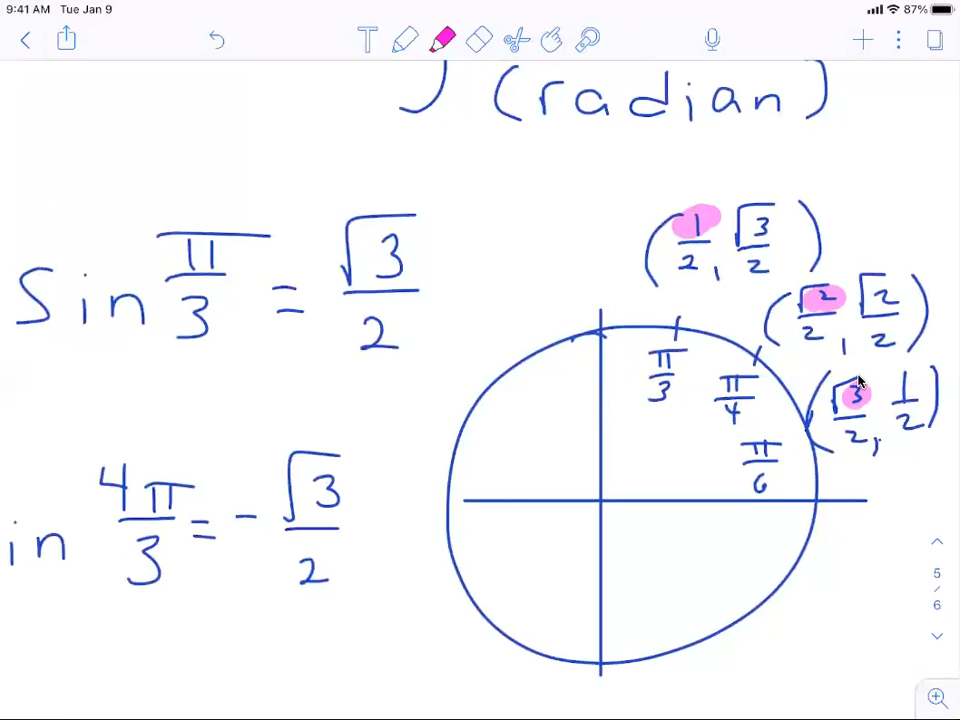 9:41 AM Tue Jan 9
87%
T
(radian)
Sin π/3 = √3/2
(1/2, √3/2)
(√2/2, √2/2)
(√3/2, 1/2)
π/3
π/4
π/6
in 4π/3 = - √3/2
5
/
6